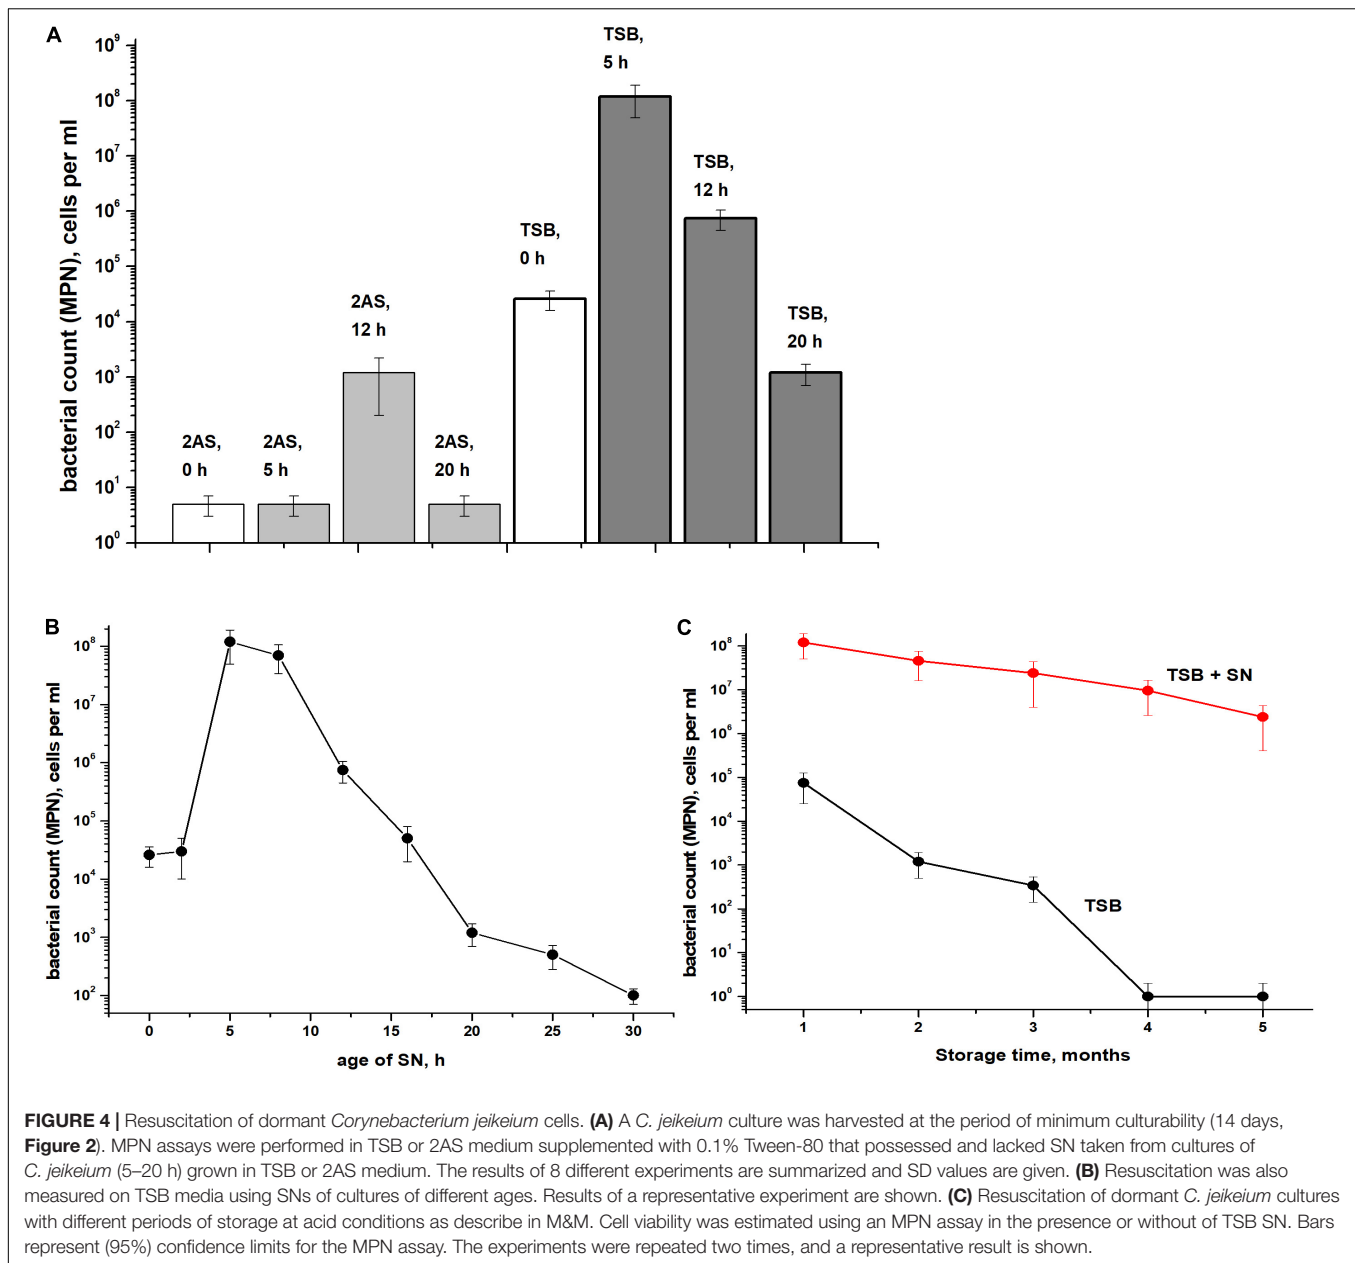 A
bacterial count (MPN), cells per ml
10⁹
10⁸
10⁷
10⁶
10⁵
10⁴
10³
10²
10¹
10⁰
2AS,
0 h
2AS,
5 h
2AS,
12 h
2AS,
20 h
TSB,
0 h
TSB,
5 h
TSB,
12 h
TSB,
20 h
B
bacterial count (MPN), cells per ml
10⁸
10⁷
10⁶
10⁵
10⁴
10³
10²
0 5 10 15 20 25 30
age of SN, h
C
bacterial count (MPN), cells per ml
10⁸
10⁷
10⁶
10⁵
10⁴
10³
10²
10¹
10⁰
TSB + SN
TSB
1 2 3 4 5
Storage time, months
FIGURE 4 | Resuscitation of dormant Corynebacterium jeikeium cells. (A) A C. jeikeium culture was harvested at the period of minimum culturability (14 days,
Figure 2). MPN assays were performed in TSB or 2AS medium supplemented with 0.1% Tween-80 that possessed and lacked SN taken from cultures of
C. jeikeium (5–20 h) grown in TSB or 2AS medium. The results of 8 different experiments are summarized and SD values are given. (B) Resuscitation was also
measured on TSB media using SNs of cultures of different ages. Results of a representative experiment are shown. (C) Resuscitation of dormant C. jeikeium cultures
with different periods of storage at acid conditions as describe in M&M. Cell viability was estimated using an MPN assay in the presence or without of TSB SN. Bars
represent (95%) confidence limits for the MPN assay. The experiments were repeated two times, and a representative result is shown.